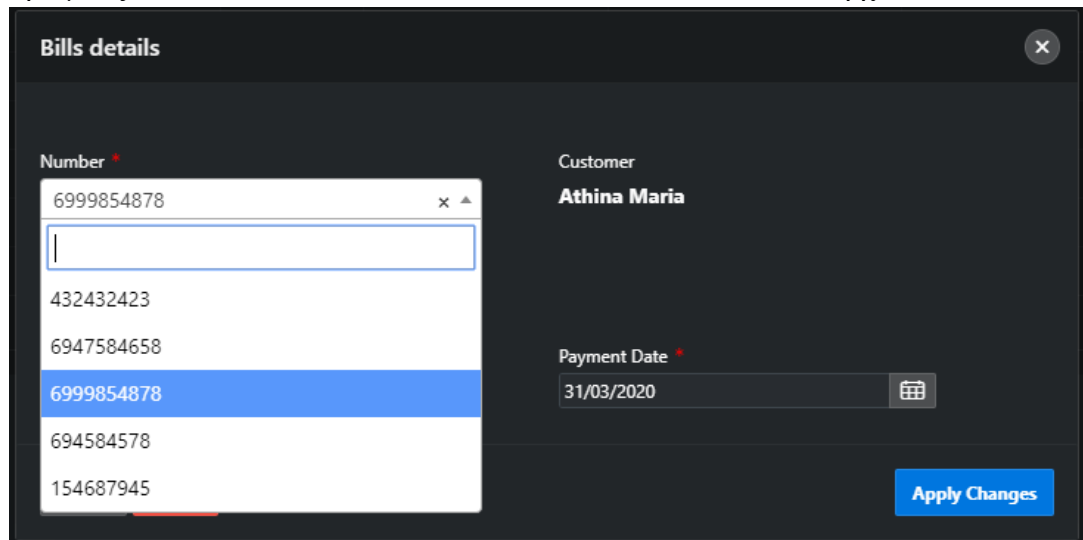 Bills details
Number *
Customer
6999854878
Athina Maria
432432423
6947584658
6999854878
694584578
154687945
Payment Date *
31/03/2020
Apply Changes